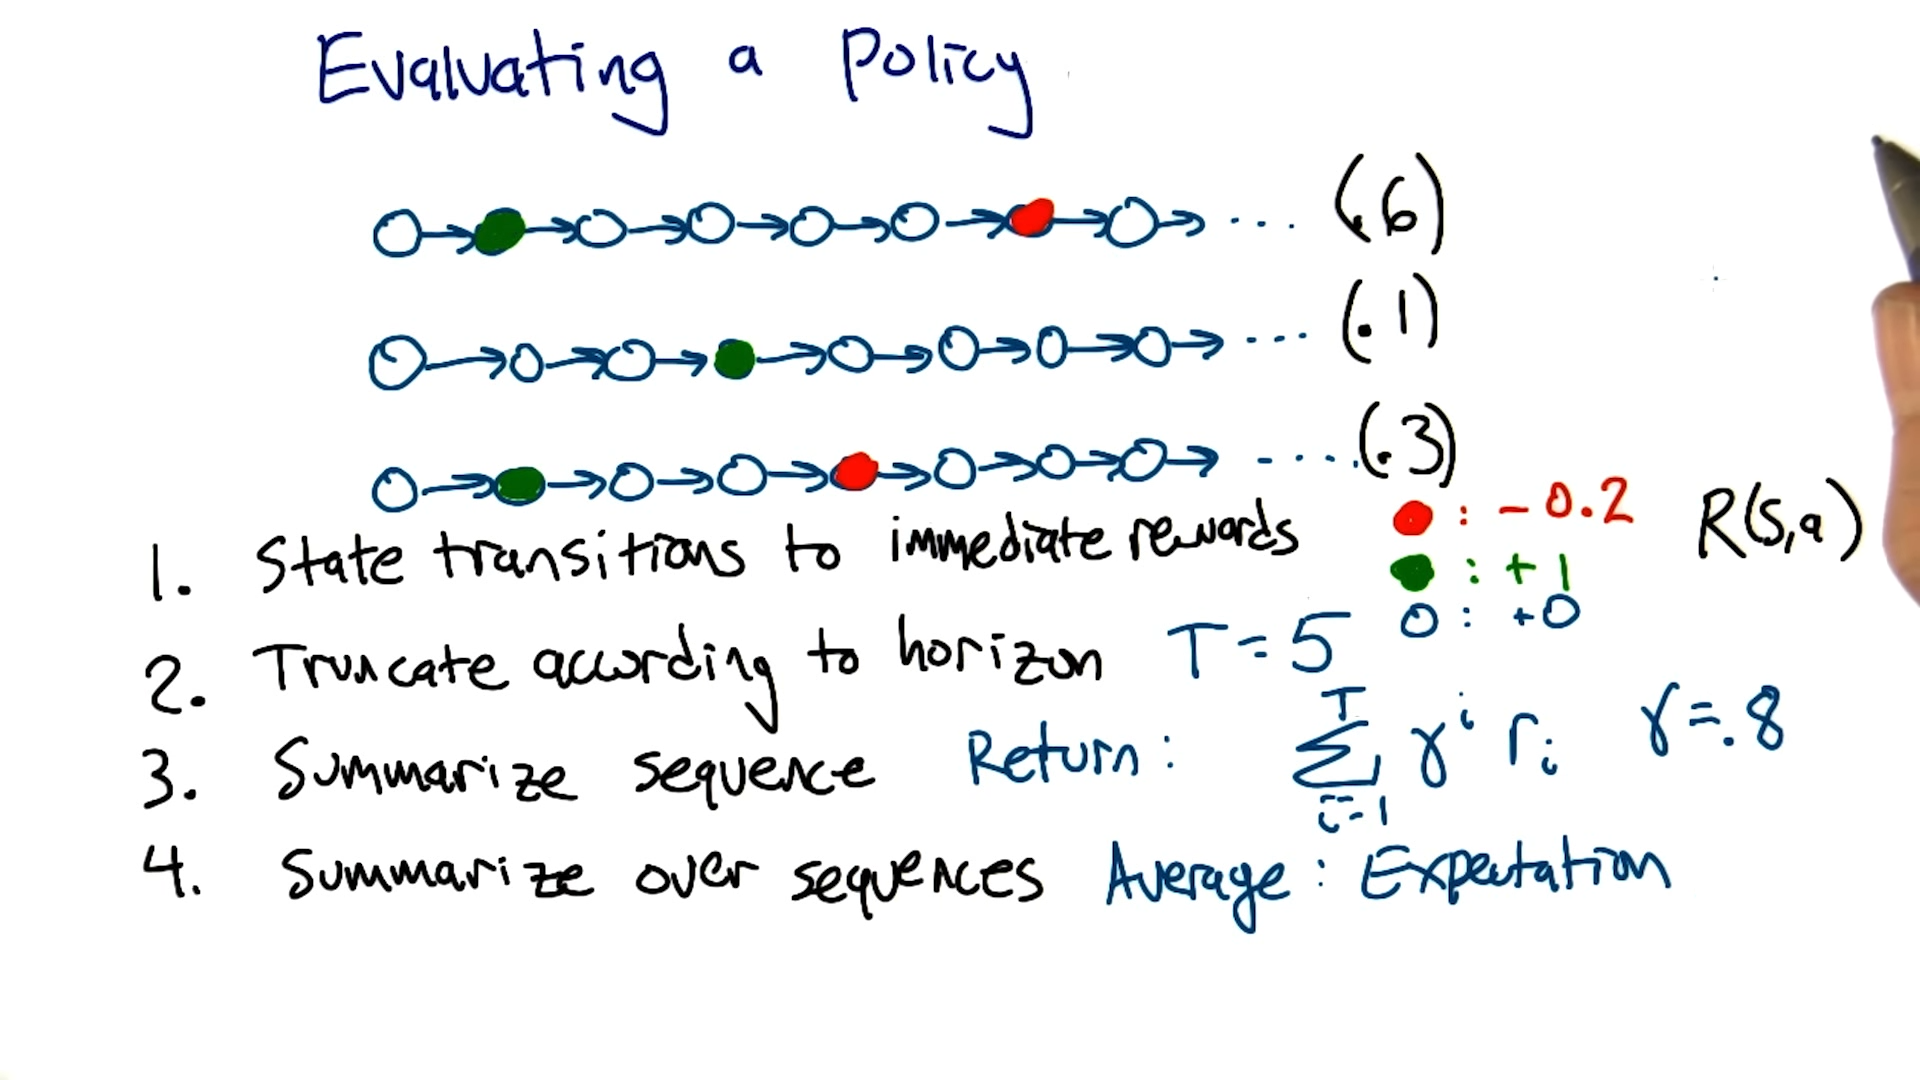 Evaluating a Policy
... (.6)
... (.1)
.... (.3)
1. State transitions to immediate rewards
: -0.2 R(s,a)
: +1
: +0
2. Truncate according to horizon T=5
3. Summarize sequence Return: T ∑ i=1 γ^i r_i γ=.8
4. Summarize over sequences Average: Expectation